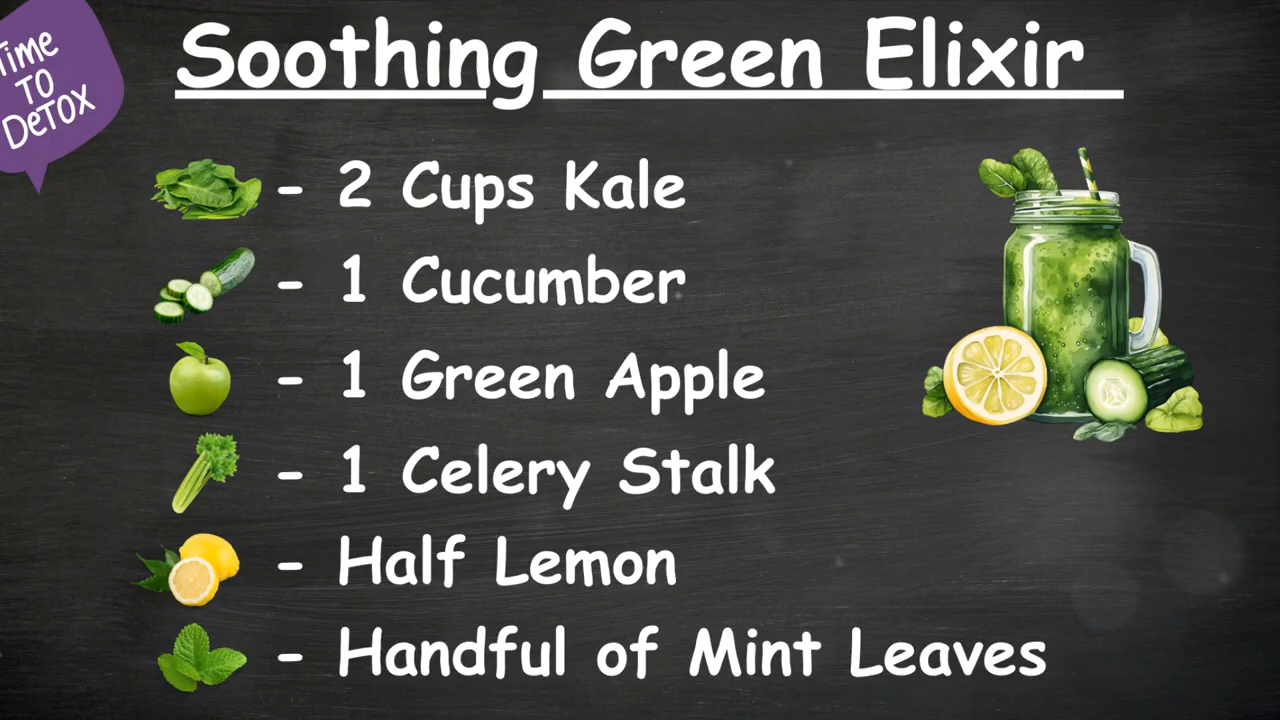 Time
TO
DeTOX
Soothing Green Elixir
- 2 Cups Kale
- 1 Cucumber
- 1 Green Apple
- 1 Celery Stalk
- Half Lemon
- Handful of Mint Leaves